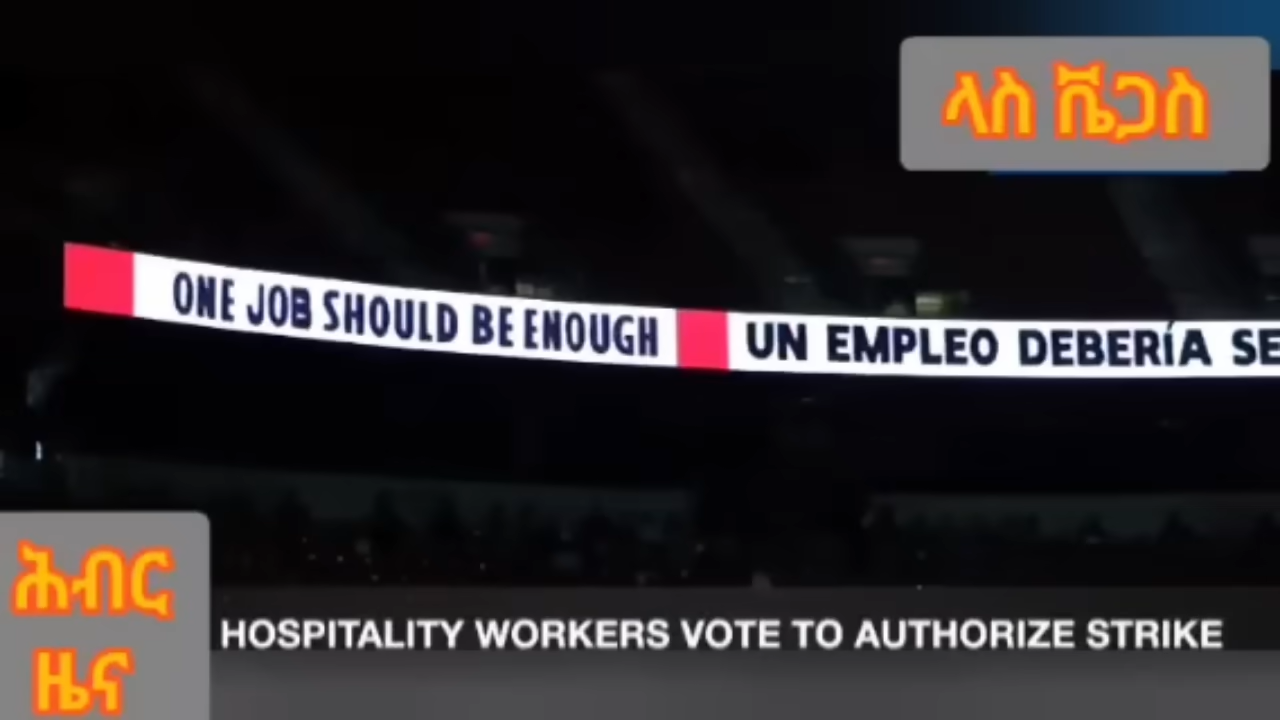 ላስ ቬጋስ
ONE JOB SHOULD BE ENOUGH
UN EMPLEO DEBERÍA SE
ሕብር
ዜና
HOSPITALITY WORKERS VOTE TO AUTHORIZE STRIKE